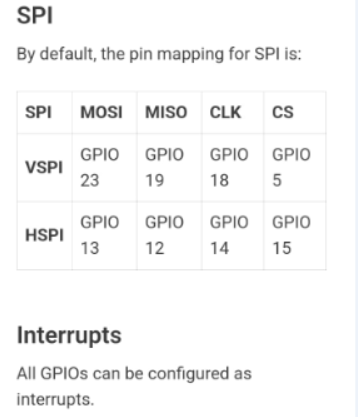 SPI
By default, the pin mapping for SPI is:
SPI MOSI MISO CLK CS
VSPI GPIO 23 GPIO 19 GPIO 18 GPIO 5
HSPI GPIO 13 GPIO 12 GPIO 14 GPIO 15
Interrupts
All GPIOs can be configured as
interrupts.